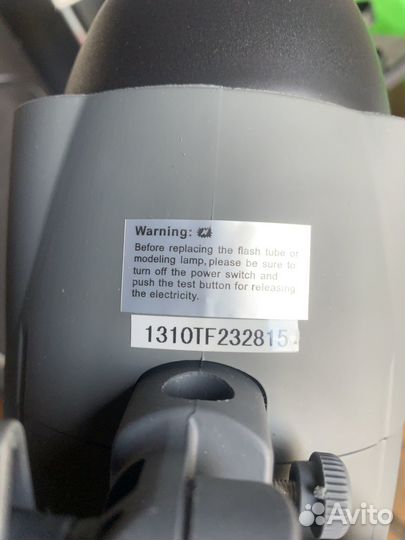 Warning:
Before replacing the flash tube or
modeling lamp, please be sure to
turn off the power switch and
push the test button for releasing
the electricity.
1310TF232815
Avito